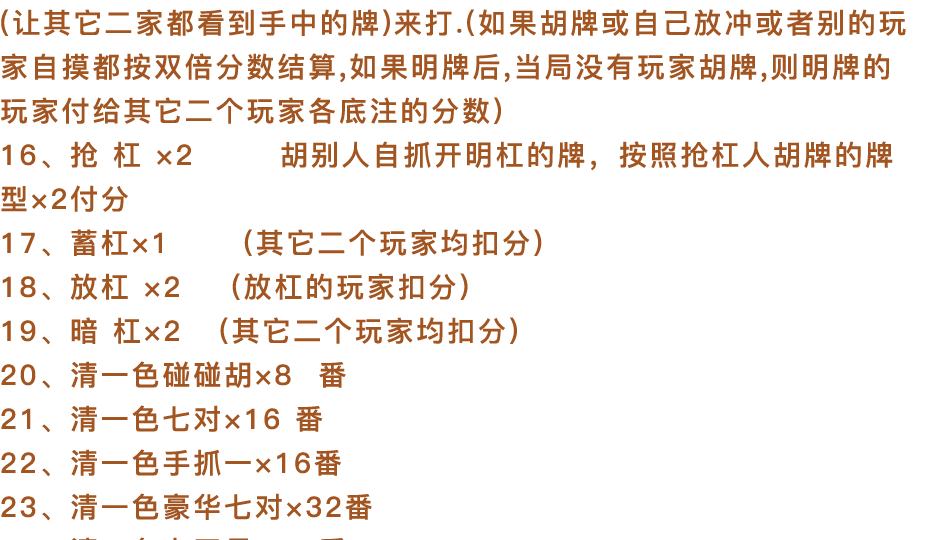 (让其它二家都看到手中的牌)来打.(如果胡牌或自己放冲或者别的玩
家自摸都按双倍分数结算,如果明牌后,当局没有玩家胡牌,则明牌的
玩家付给其它二个玩家各底注的分数)
16、抢 杠 ×2 胡别人自抓开明杠的牌，按照抢杠人胡牌的牌
型×2付分
17、蓄杠×1 （其它二个玩家均扣分）
18、放杠 ×2 （放杠的玩家扣分）
19、暗 杠×2 （其它二个玩家均扣分）
20、清一色碰碰胡×8 番
21、清一色七对×16 番
22、清一色手抓一×16番
23、清一色豪华七对×32番